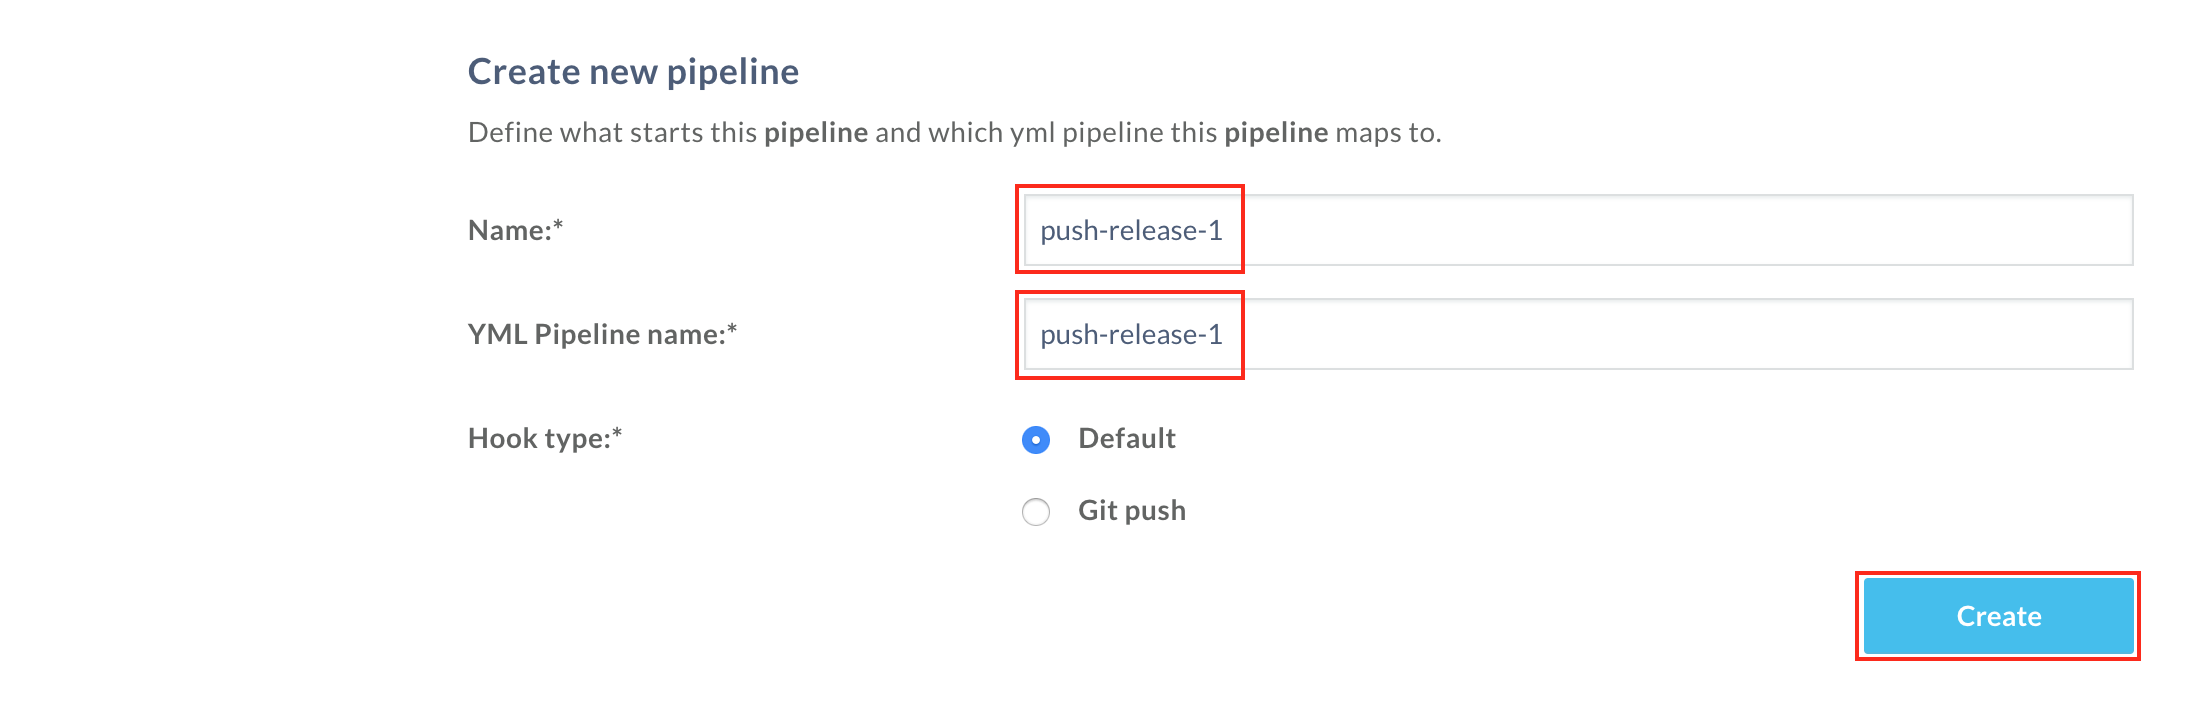 Create new pipeline
Define what starts this pipeline and which yml pipeline this pipeline maps to.
Name:* push-release-1
YML Pipeline name:* push-release-1
Hook type:* Default
Git push
Create